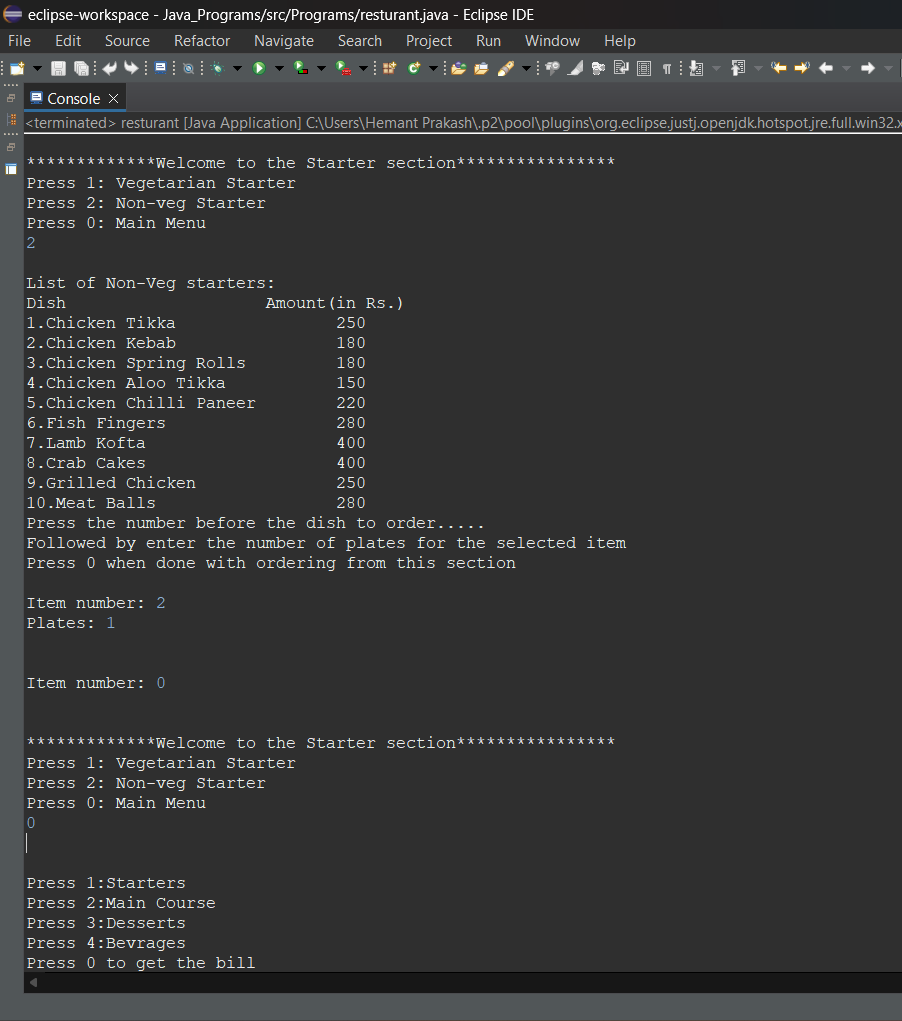 eclipse-workspace - Java_Programs/src/Programs/resturant.java - Eclipse IDE
File Edit Source Refactor Navigate Search Project Run Window Help
Console
<terminated> resturant [Java Application] C:\Users\Hemant Prakash\.p2\pool\plugins\org.eclipse.justj.openjdk.hotspot.jre.full.win32.x
*************Welcome to the Starter section****************
Press 1: Vegetarian Starter
Press 2: Non-veg Starter
Press 0: Main Menu
2
List of Non-Veg starters:
Dish Amount(in Rs.)
1.Chicken Tikka 250
2.Chicken Kebab 180
3.Chicken Spring Rolls 180
4.Chicken Aloo Tikka 150
5.Chicken Chilli Paneer 220
6.Fish Fingers 280
7.Lamb Kofta 400
8.Crab Cakes 400
9.Grilled Chicken 250
10.Meat Balls 280
Press the number before the dish to order.....
Followed by enter the number of plates for the selected item
Press 0 when done with ordering from this section
Item number: 2
Plates: 1
Item number: 0
*************Welcome to the Starter section****************
Press 1: Vegetarian Starter
Press 2: Non-veg Starter
Press 0: Main Menu
0
Press 1:Starters
Press 2:Main Course
Press 3:Desserts
Press 4:Bevrages
Press 0 to get the bill